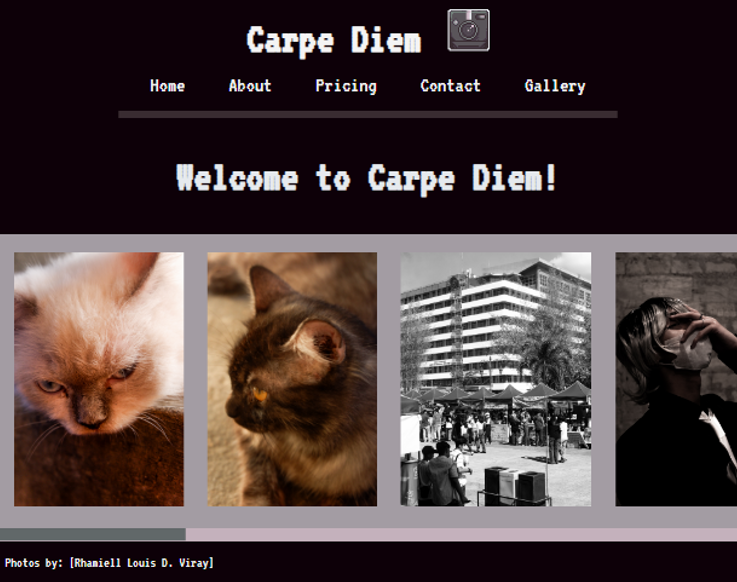 Carpe Diem
Home About Pricing Contact Gallery
Welcome to Carpe Diem!
Photos by: [Rhamiell Louis D. Viray]